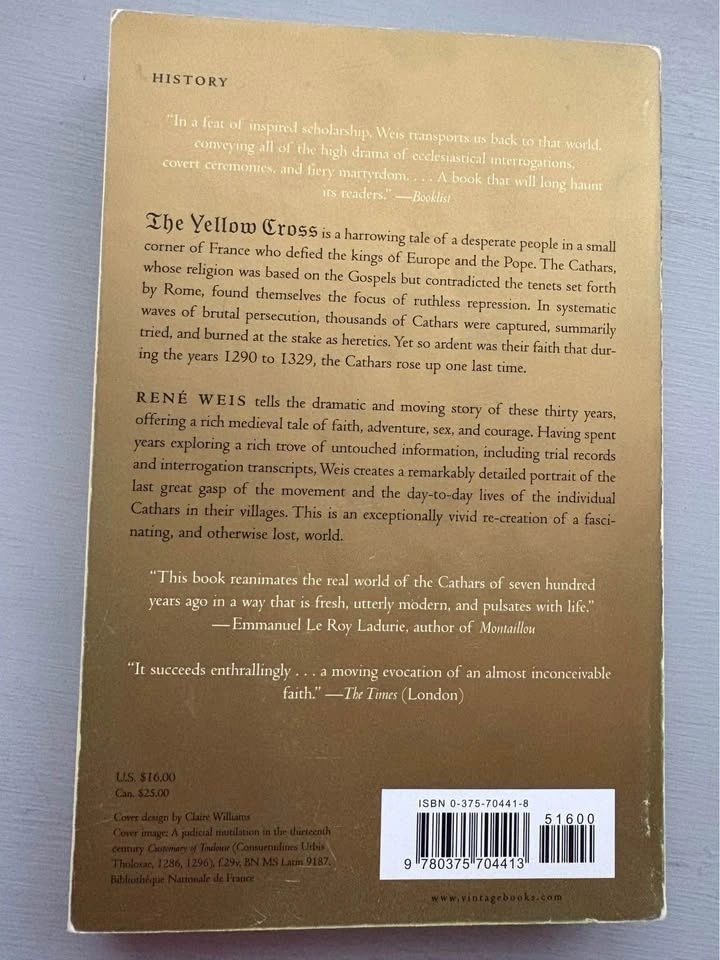 HISTORY
“In a feat of inspired scholarship, Weis transports us back to that world,
conveying all of the high drama of ecclesiastical interrogations,
covert ceremonies, and fiery martyrdom. . . . A book that will long haunt
its readers.” —Booklist
The Yellow Cross is a harrowing tale of a desperate people in a small
corner of France who defied the kings of Europe and the Pope. The Cathars,
whose religion was based on the Gospels but contradicted the tenets set forth
by Rome, found themselves the focus of ruthless repression. In systematic
waves of brutal persecution, thousands of Cathars were captured, summarily
tried, and burned at the stake as heretics. Yet so ardent was their faith that dur-
ing the years 1290 to 1329, the Cathars rose up one last time.
RENÉ WEIS tells the dramatic and moving story of these thirty years,
offering a rich medieval tale of faith, adventure, sex, and courage. Having spent
years exploring a rich trove of untouched information, including trial records
and interrogation transcripts, Weis creates a remarkably detailed portrait of the
last great gasp of the movement and the day-to-day lives of the individual
Cathars in their villages. This is an exceptionally vivid re-creation of a fasci-
nating, and otherwise lost, world.
“This book reanimates the real world of the Cathars of seven hundred
years ago in a way that is fresh, utterly modern, and pulsates with life.”
—Emmanuel Le Roy Ladurie, author of Montaillou
“It succeeds enthrallingly . . . a moving evocation of an almost inconceivable
faith.” —The Times (London)
U.S. $16.00
Can. $25.00
Cover design by Claire Williams
Cover image: A judicial mutilation in the thirteenth
century Customary of Toulouse (Consuetudines Urbis
Tholosae, 1286, 1296), f.29v, BN MS Latin 9187,
Bibliothèque Nationale de France
ISBN 0-375-70441-8
51600
9 780375 704413
www.vintagebooks.com